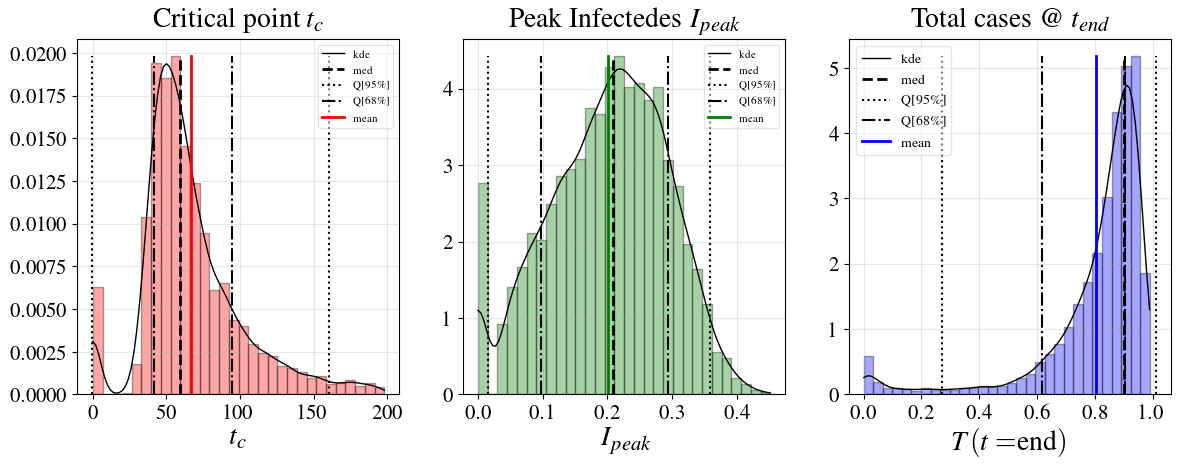 Critical point t_c
0.0200
0.0175
0.0150
0.0125
0.0100
0.0075
0.0050
0.0025
0.0000
0 50 100 150 200
t_c
kde
med
Q[95%]
Q[68%]
mean
Peak Infectedes I_peak
4
3
2
1
0
0.0 0.1 0.2 0.3 0.4
I_peak
kde
med
Q[95%]
Q[68%]
mean
Total cases @ t_end
5
4
3
2
1
0
0.0 0.2 0.4 0.6 0.8 1.0
T(t =end)
kde
med
Q[95%]
Q[68%]
mean